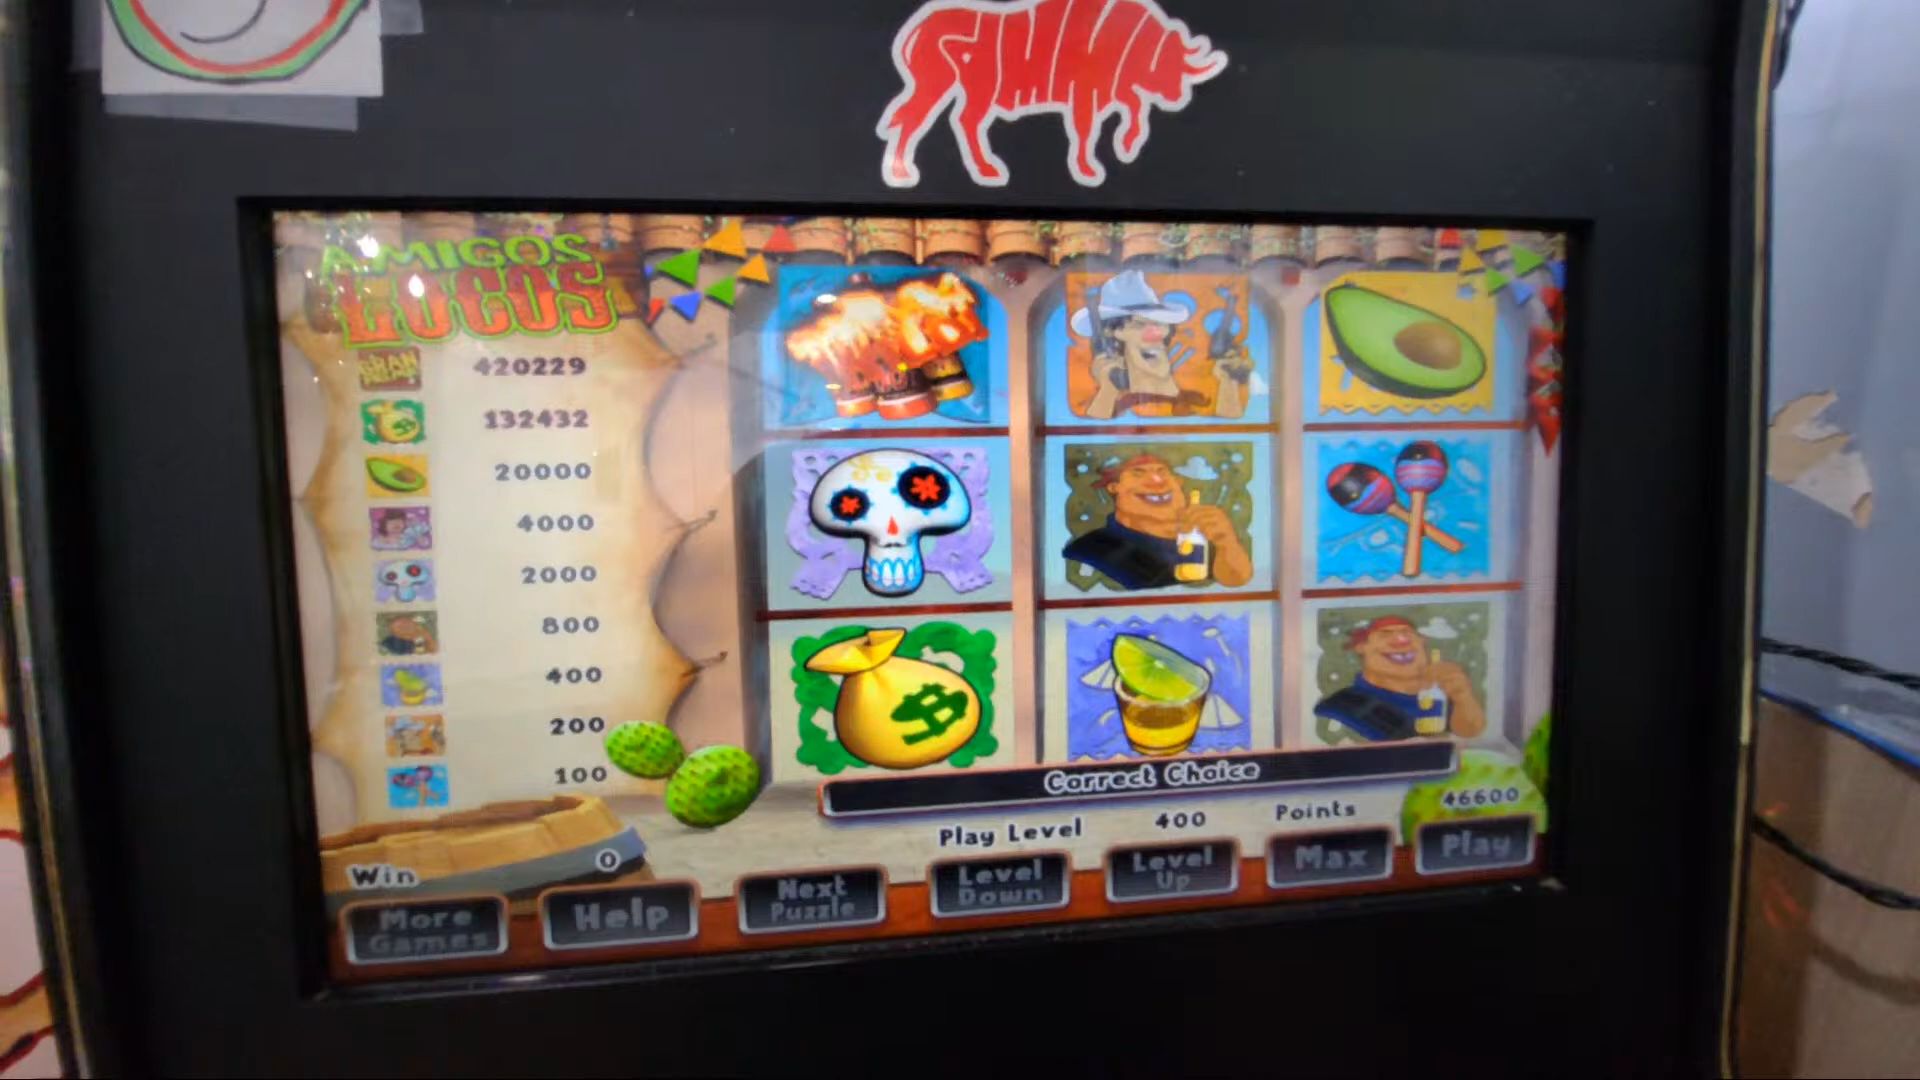 SAMMY
AMIGOS
LOCOS
420229
132432
20000
4000
2000
800
400
200
100
Correct Choice
Play Level 400 Points 46600
Win 0
More Games
Help
Next Puzzle
Level Down
Level Up
Max
Play